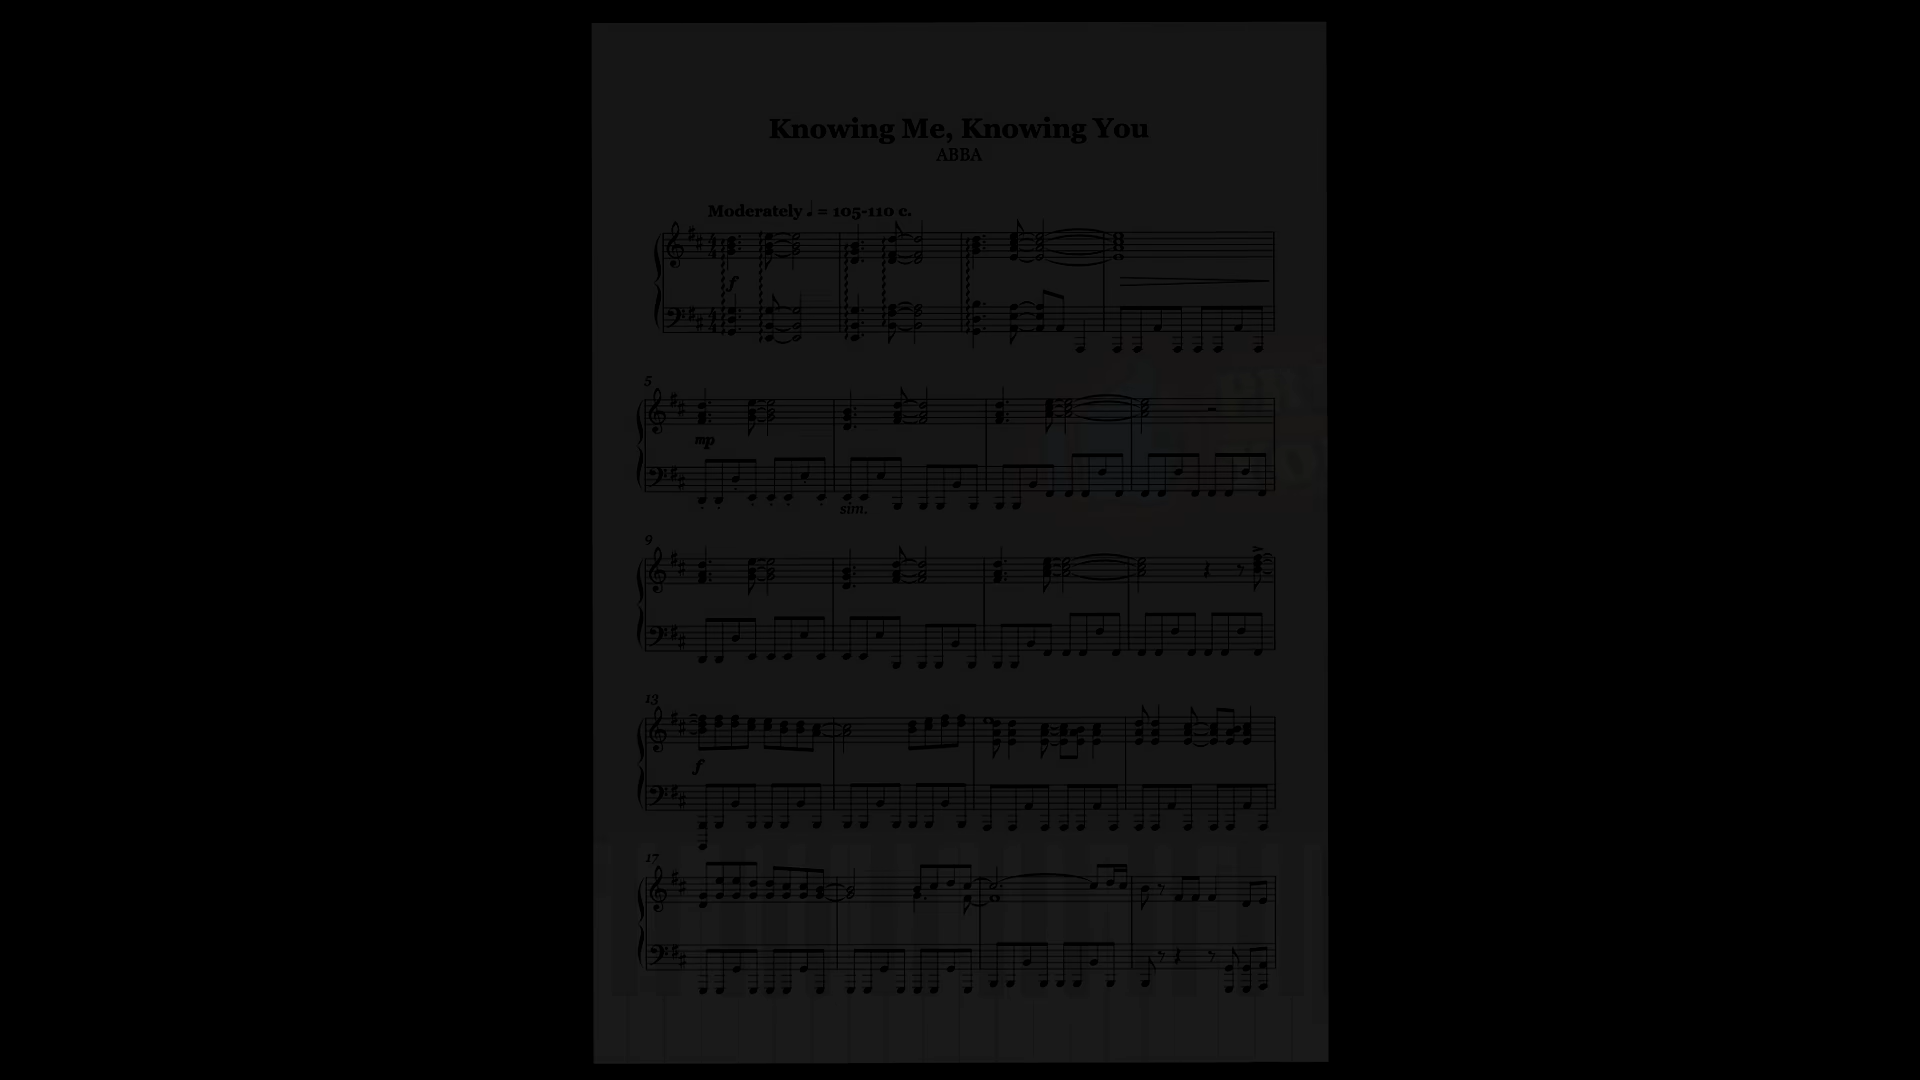 Knowing Me, Knowing You
ABBA
Moderately ♩ = 105-110 c.
f
5
mp
sim.
9
13
f
17